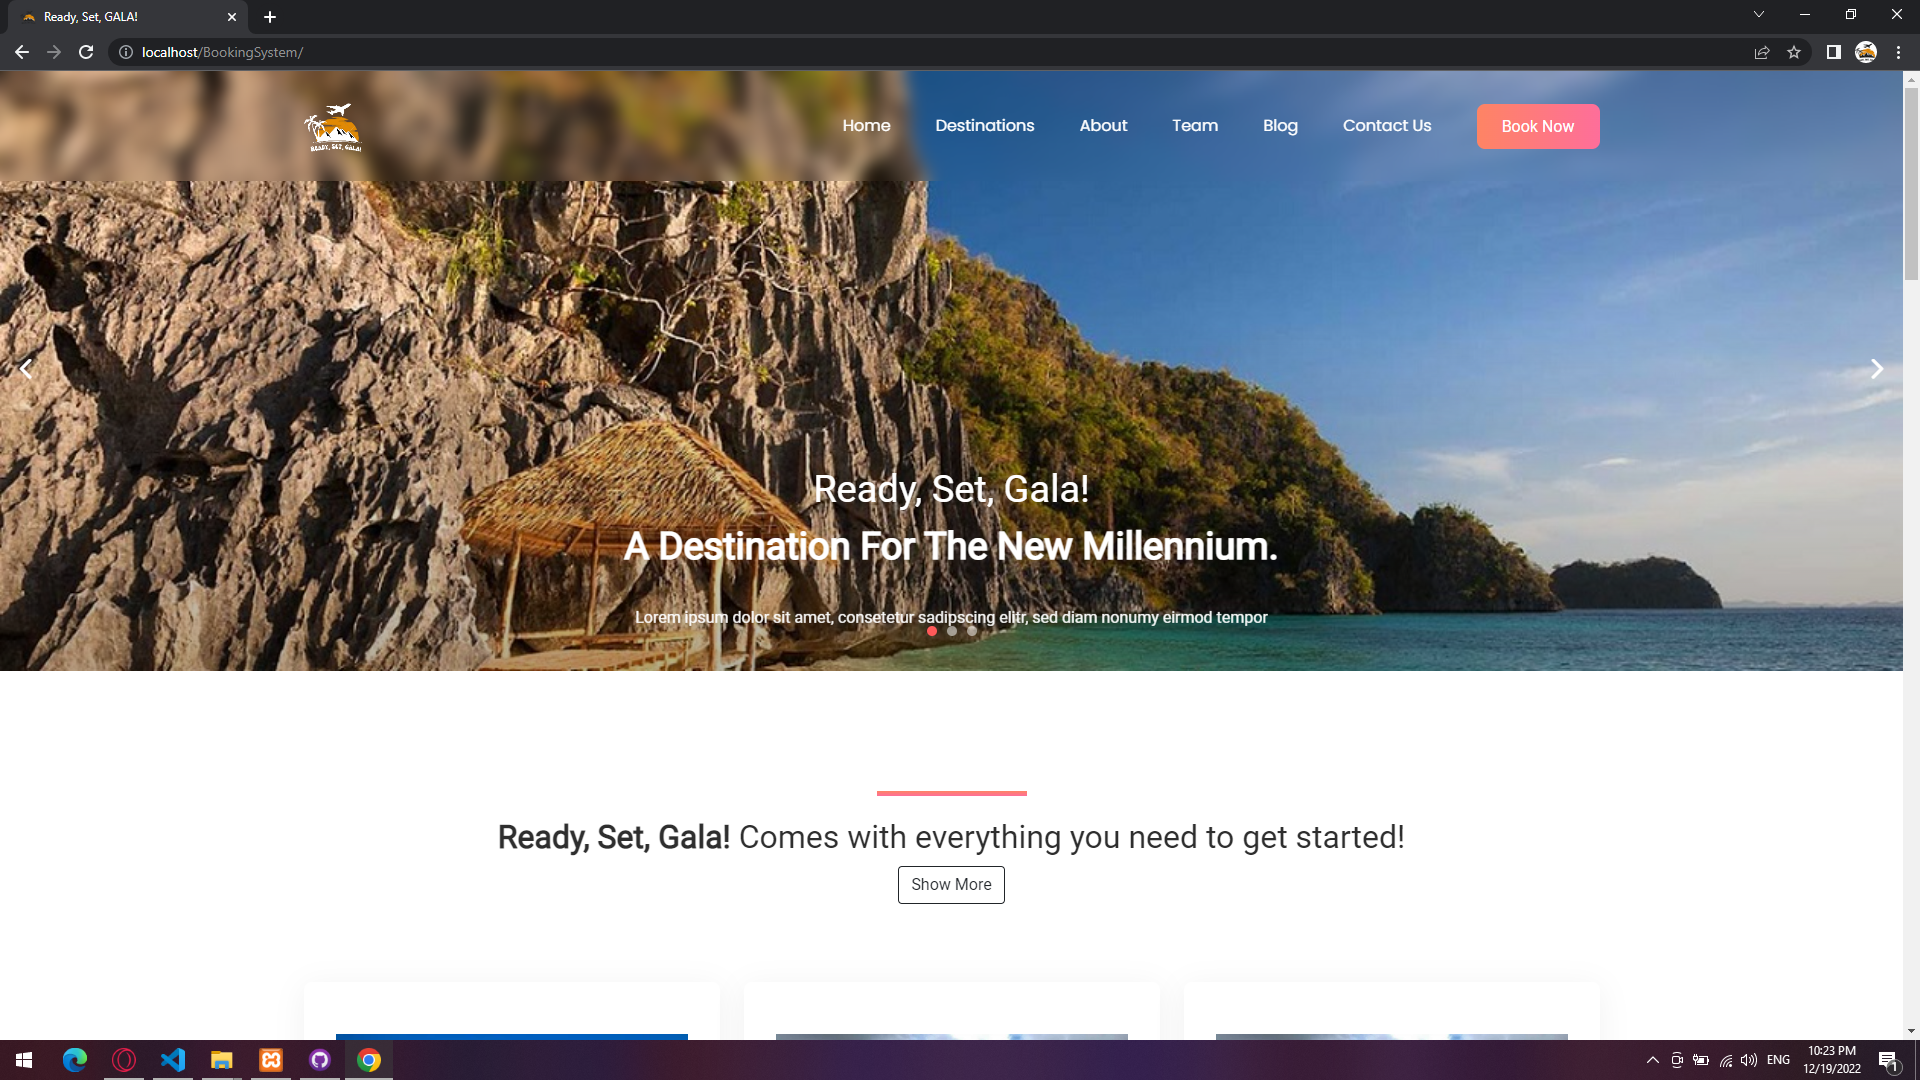 Ready, Set, GALA!
localhost/BookingSystem/
READY, SET, GALA!
Home
Destinations
About
Team
Blog
Contact Us
Book Now
Ready, Set, Gala!
A Destination For The New Millennium.
Lorem ipsum dolor sit amet, consetetur sadipscing elitr, sed diam nonumy eirmod tempor
Ready, Set, Gala! Comes with everything you need to get started!
Show More
ENG
10:23 PM
12/19/2022
1